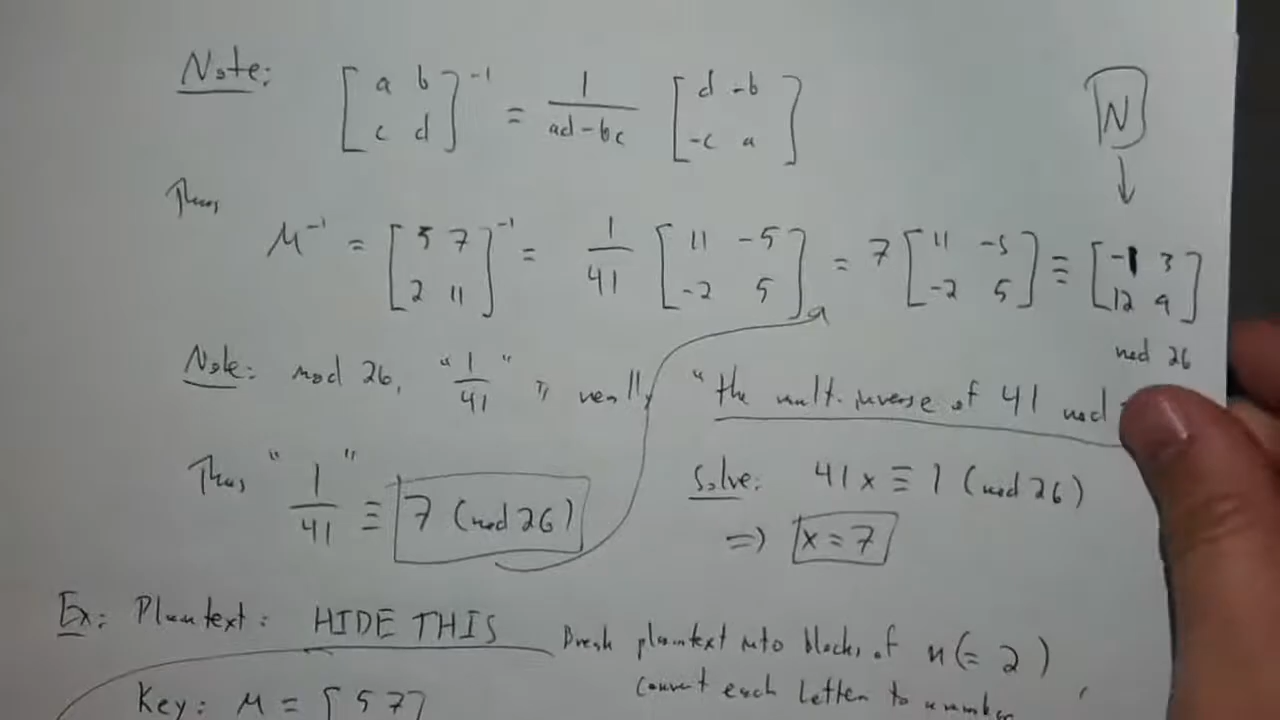 Note: [a b c d]^-1 = 1/(ad-bc) [d -b -c a] N
Thus
M^-1 = [5 7 2 11]^-1 = 1/41 [11 -5 -2 5] = 7 [11 -5 -2 5] ≡ [-1 3 12 9]
mod 26
Note: mod 26, "1/41" is really "the mult. inverse of 41 mod
Thus "1/41" ≡ 7 (mod 26) Solve: 41x ≡ 1 (mod 26)
=> x = 7
Ex: Plaintext: HIDE THIS Break plaintext into blocks of n (= 2),
convert each letter to number
Key: M = [5 7]